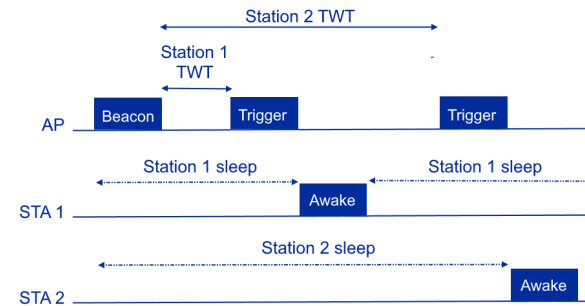 Station 2 TWT
Station 1
TWT
Beacon
Trigger
Trigger
AP
Station 1 sleep
Station 1 sleep
Awake
STA 1
Station 2 sleep
Awake
STA 2